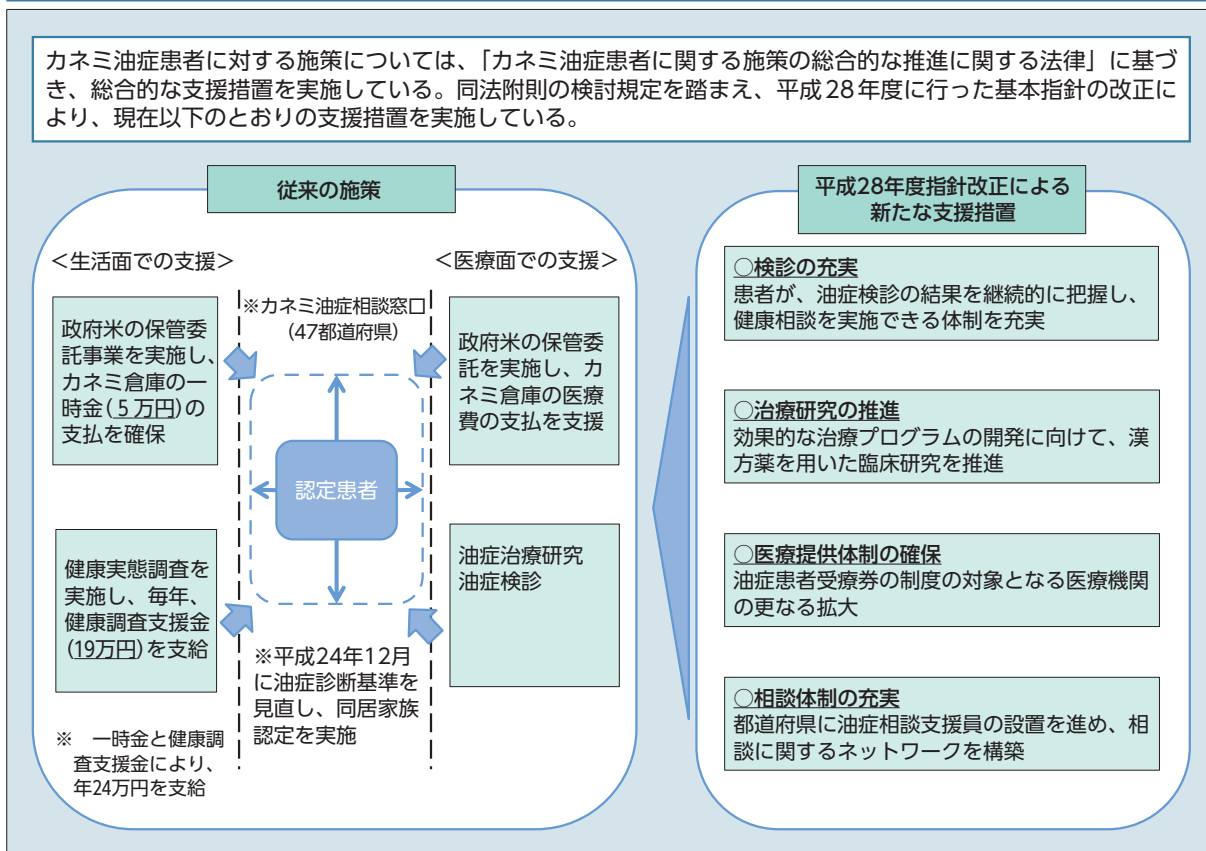 カネミ油症患者に対する施策については、「カネミ油症患者に関する施策の総合的な推進に関する法律」に基づ
き、総合的な支援措置を実施している。同法附則の検討規定を踏まえ、平成28年度に行った基本指針の改正に
より、現在以下のとおりの支援措置を実施している。
従来の施策
＜生活面での支援＞
政府米の保管委
託事業を実施し、
カネミ倉庫の一
時金(５万円)の
支払を確保
健康実態調査を
実施し、毎年、
健康調査支援金
(19万円)を支給
※　一時金と健康調
査支援金により、
年24万円を支給
※カネミ油症相談窓口
(47都道府県)
認定患者
※平成24年12月
に油症診断基準を
見直し、同居家族
認定を実施
＜医療面での支援＞
政府米の保管委
託を実施し、カ
ネミ倉庫の医療
費の支払を支援
油症治療研究
油症検診
平成28年度指針改正による
新たな支援措置
○検診の充実
患者が、油症検診の結果を継続的に把握し、
健康相談を実施できる体制を充実
○治療研究の推進
効果的な治療プログラムの開発に向けて、漢
方薬を用いた臨床研究を推進
○医療提供体制の確保
油症患者受療券の制度の対象となる医療機関
の更なる拡大
○相談体制の充実
都道府県に油症相談支援員の設置を進め、相
談に関するネットワークを構築